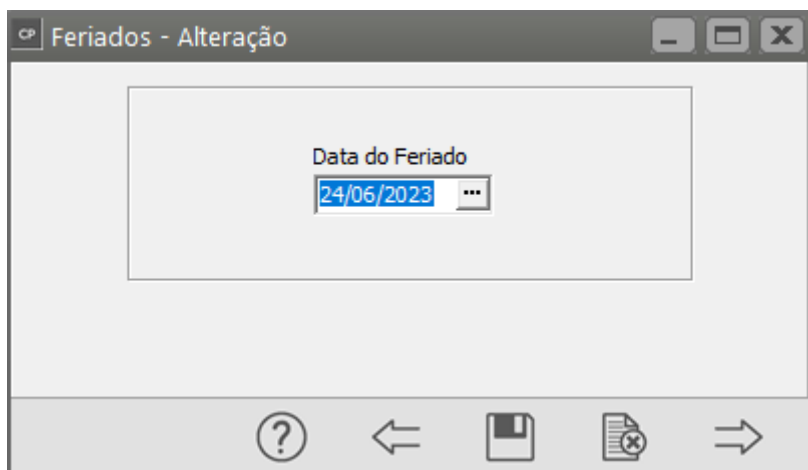 CP Feriados - Alteração
Data do Feriado
24/06/2023 ...
?